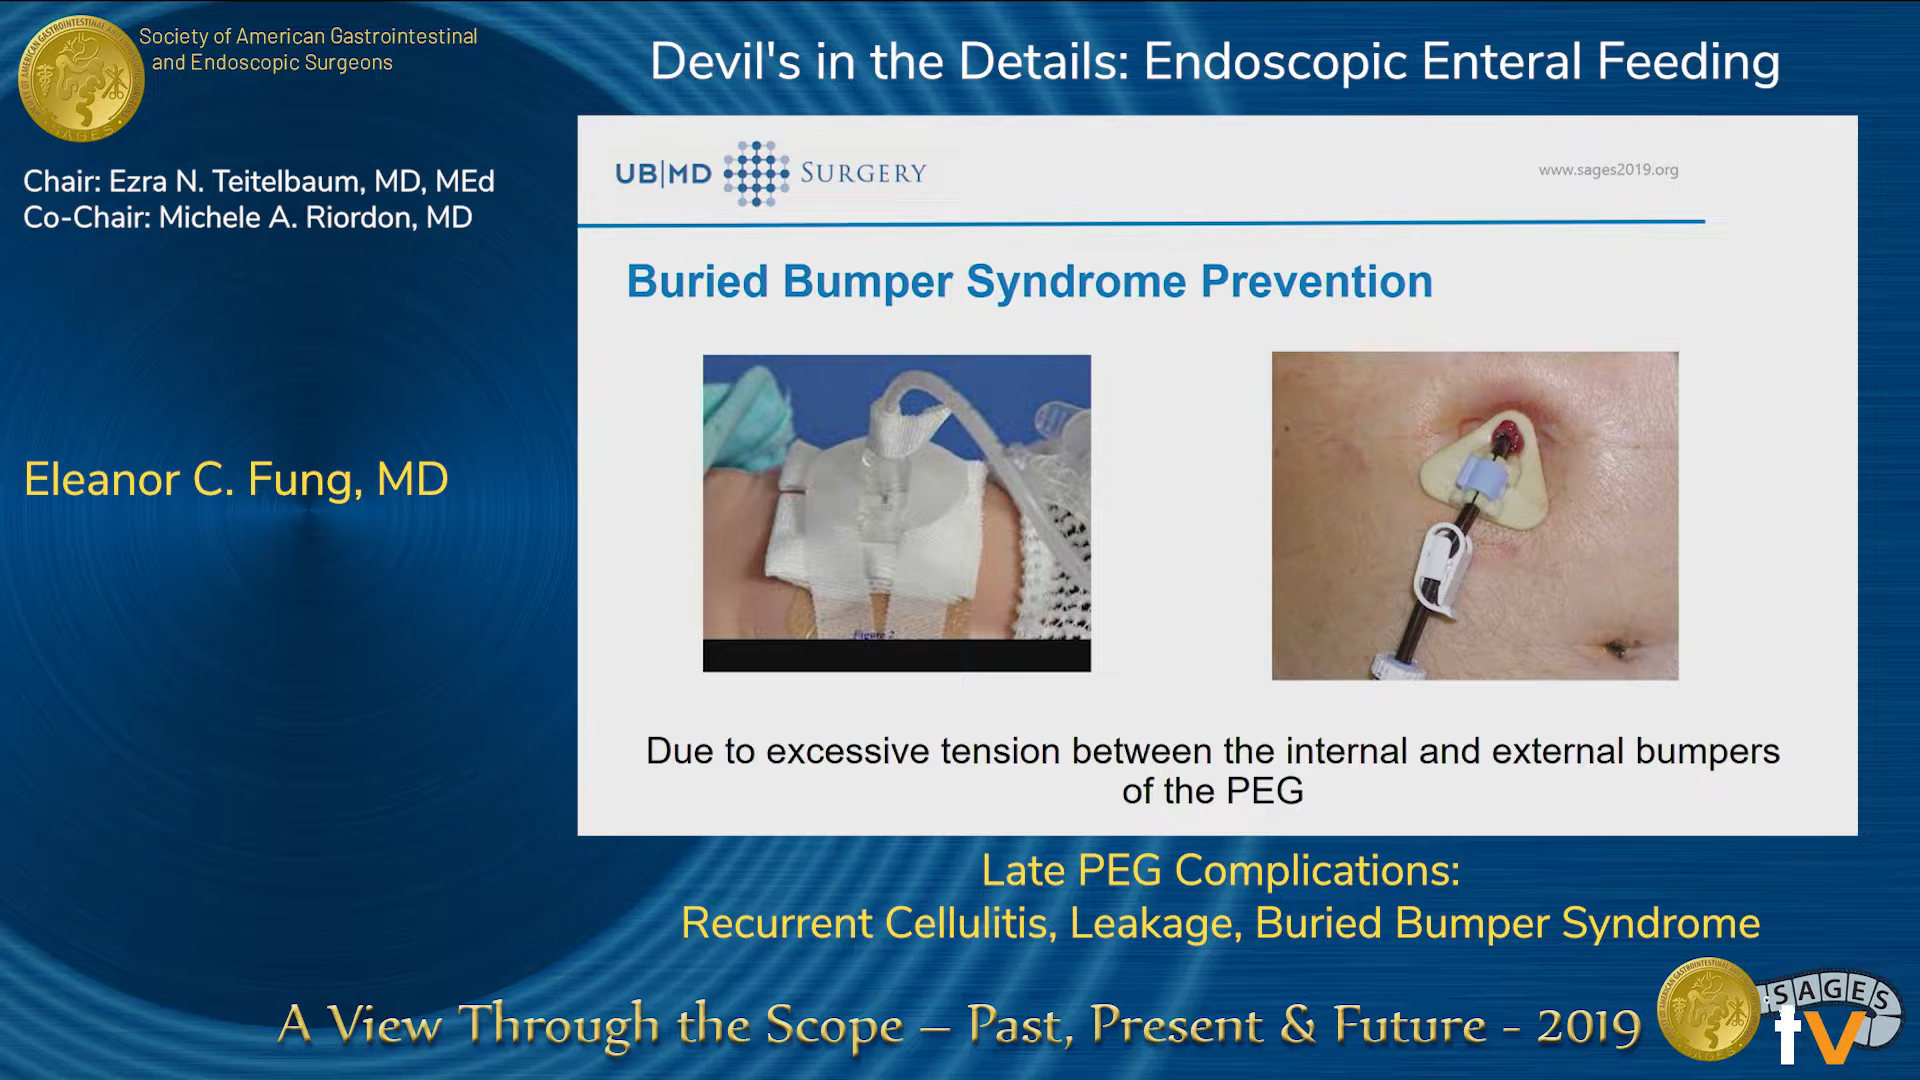 Society of American Gastrointestinal
and Endoscopic Surgeons
Devil's in the Details: Endoscopic Enteral Feeding
Chair: Ezra N. Teitelbaum, MD, MEd
Co-Chair: Michele A. Riordon, MD
Eleanor C. Fung, MD
UB|MD SURGERY
www.sages2019.org
Buried Bumper Syndrome Prevention
Figure 2
Due to excessive tension between the internal and external bumpers
of the PEG
Late PEG Complications:
Recurrent Cellulitis, Leakage, Buried Bumper Syndrome
A View Through the Scope – Past, Present & Future - 2019
SAGES
tv